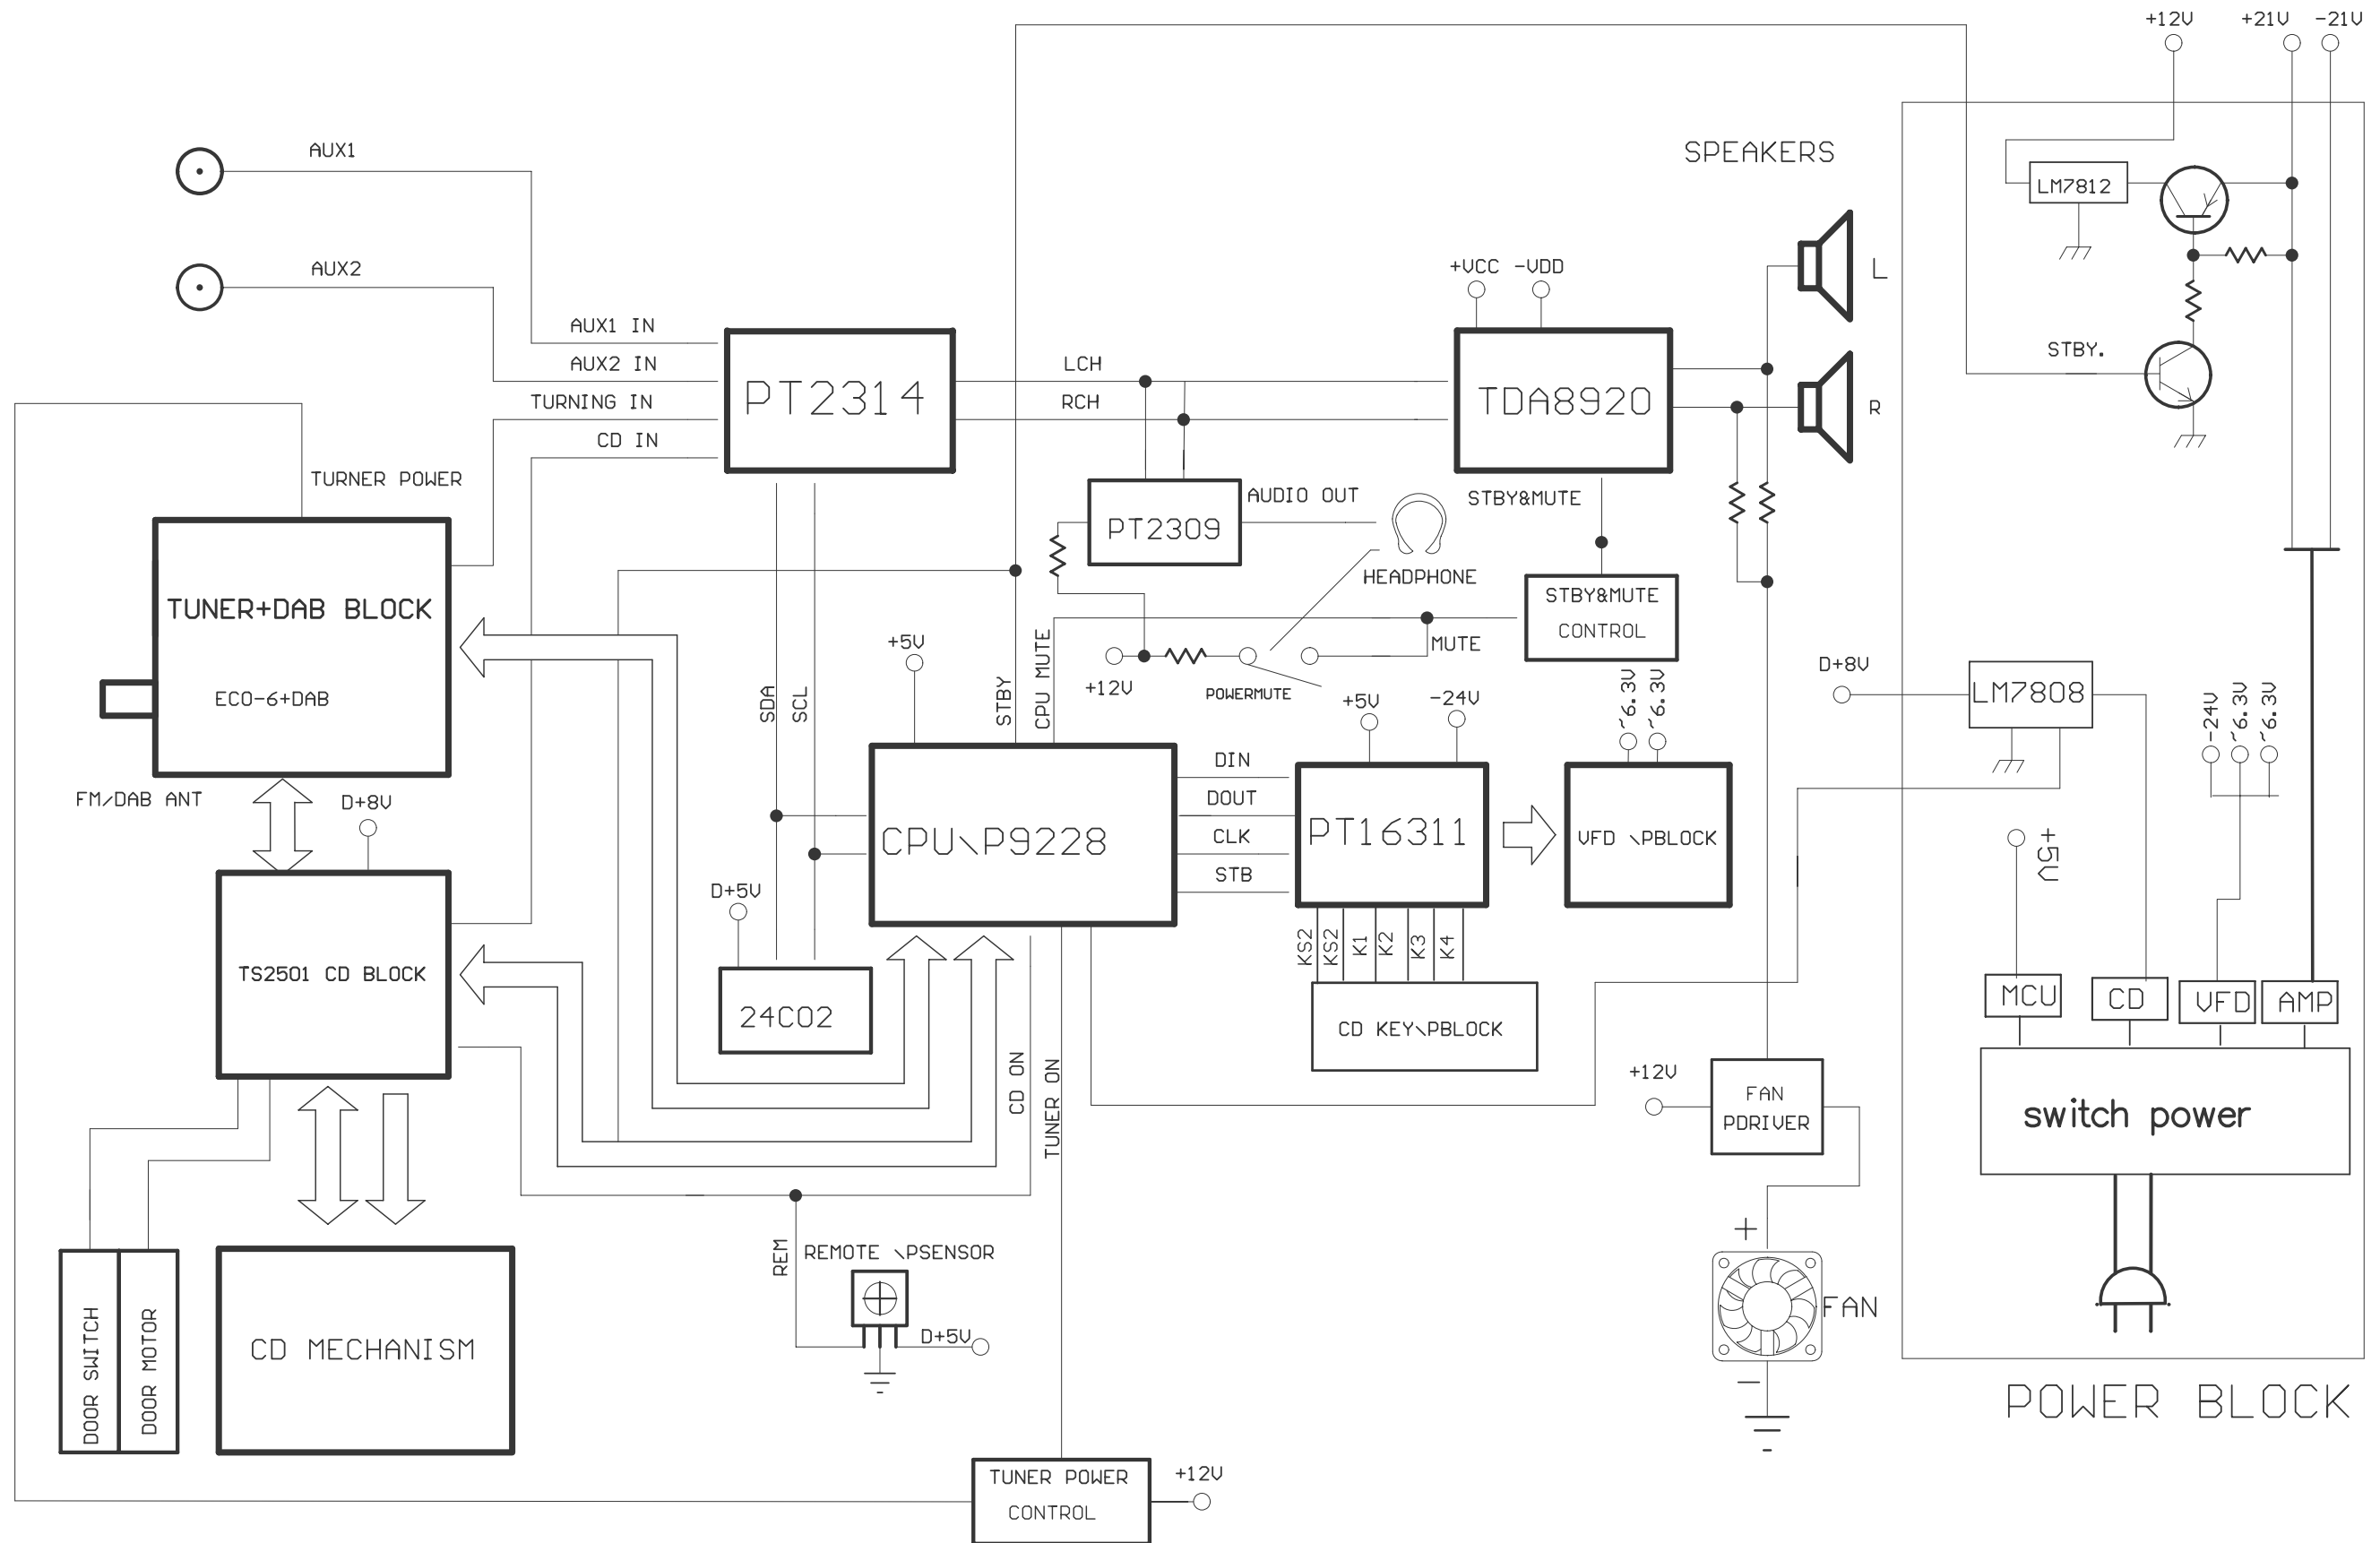 +12V
+21V
-21V
AUX1
SPEAKERS
LM7812
AUX2
+VCC
-VDD
L
AUX1 IN
STBY.
AUX2 IN
LCH
PT2314
TDA8920
TURNING IN
RCH
R
CD IN
TURNER POWER
AUDIO OUT
STBY&MUTE
PT2309
HEADPHONE
TUNER+DAB BLOCK
STBY&MUTE
CONTROL
+5V
MUTE
CPU MUTE
STBY
SDA
SCL
ECO-6+DAB
+12V
POWERMUTE
+5V
-24V
~6.3V
~6.3V
D+8V
LM7808
-24V
~6.3V
~6.3V
FM/DAB ANT
D+8V
DIN
DOUT
CLK
STB
CPU\P9228
PT16311
VFD \PBLOCK
+5V
D+5V
KS2
KS2
K1
K2
K3
K4
TS2501 CD BLOCK
MCU
CD
VFD
AMP
24C02
CD KEY\PBLOCK
CD ON
TUNER ON
+12V
FAN
PDRIVER
switch power
+
REM
REMOTE \PSENSOR
D+5V
FAN
DOOR SWITCH
DOOR MOTOR
CD MECHANISM
-
POWER BLOCK
TUNER POWER
CONTROL
+12V